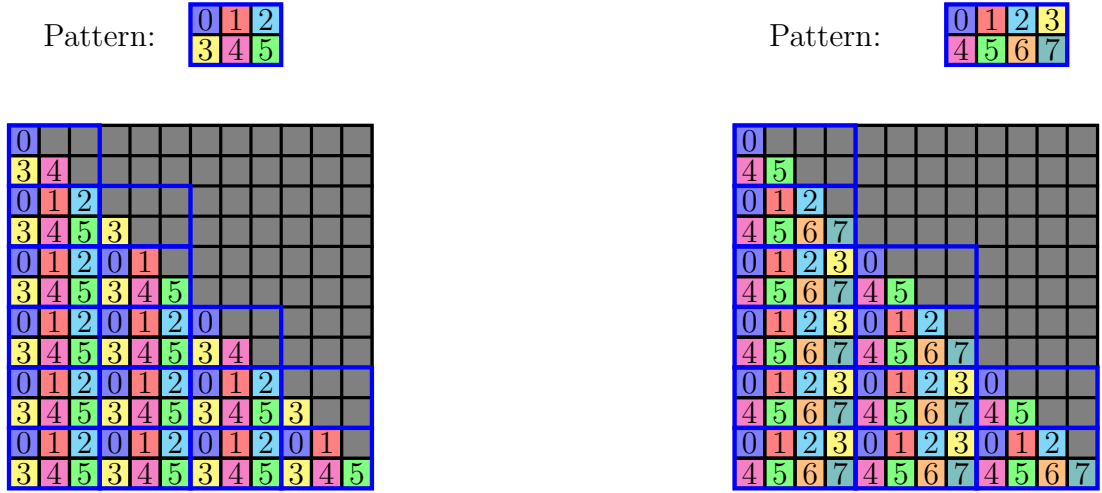 Pattern: 0 1 2 Pattern: 0 1 2 3
3 4 5 4 5 6 7
0 0
3 4 4 5
0 1 2 0 1 2
3 4 5 3 4 5 6 7
0 1 2 0 1 0 1 2 3 0
3 4 5 3 4 5 4 5 6 7 4 5
0 1 2 0 1 2 0 0 1 2 3 0 1 2
3 4 5 3 4 5 3 4 4 5 6 7 4 5 6 7
0 1 2 0 1 2 0 1 2 0 1 2 3 0 1 2 3 0
3 4 5 3 4 5 3 4 5 3 4 5 6 7 4 5 6 7 4 5
0 1 2 0 1 2 0 1 2 0 1 0 1 2 3 0 1 2 3 0 1 2
3 4 5 3 4 5 3 4 5 3 4 5 4 5 6 7 4 5 6 7 4 5 6 7